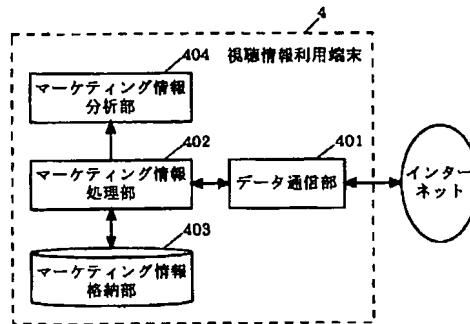 4
視聴情報利用端末
404
マーケティング情報
分析部
402
マーケティング情報
処理部
401
データ通信部
インター
ネット
403
マーケティング情報
格納部